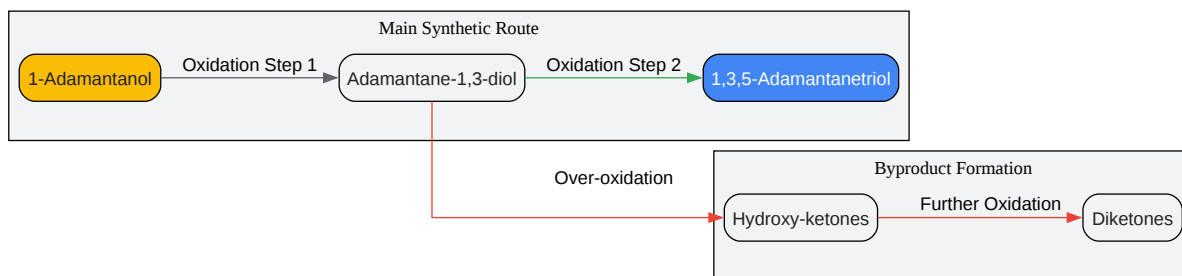 Main Synthetic Route
1-Adamantanol
Oxidation Step 1
Adamantane-1,3-diol
Oxidation Step 2
1,3,5-Adamantanetriol
Over-oxidation
Byproduct Formation
Hydroxy-ketones
Further Oxidation
Diketones